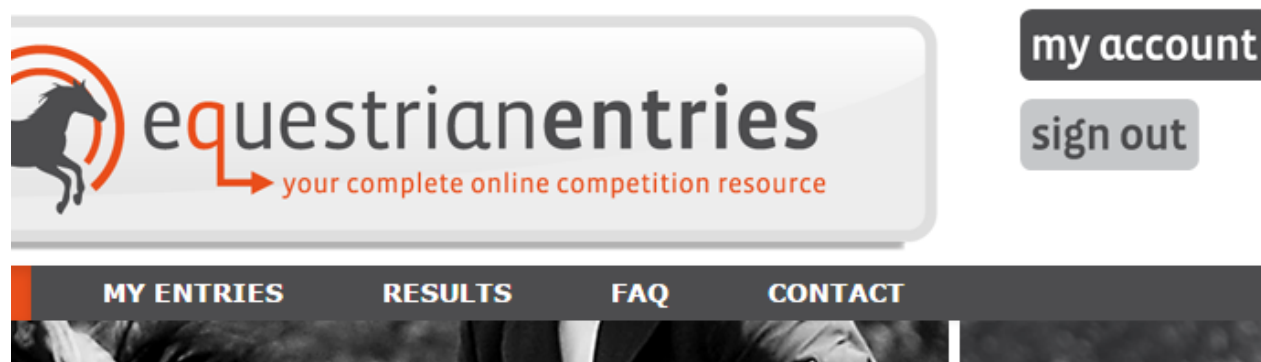 my account
equestrianentries
your complete online competition resource
sign out
MY ENTRIES RESULTS FAQ CONTACT